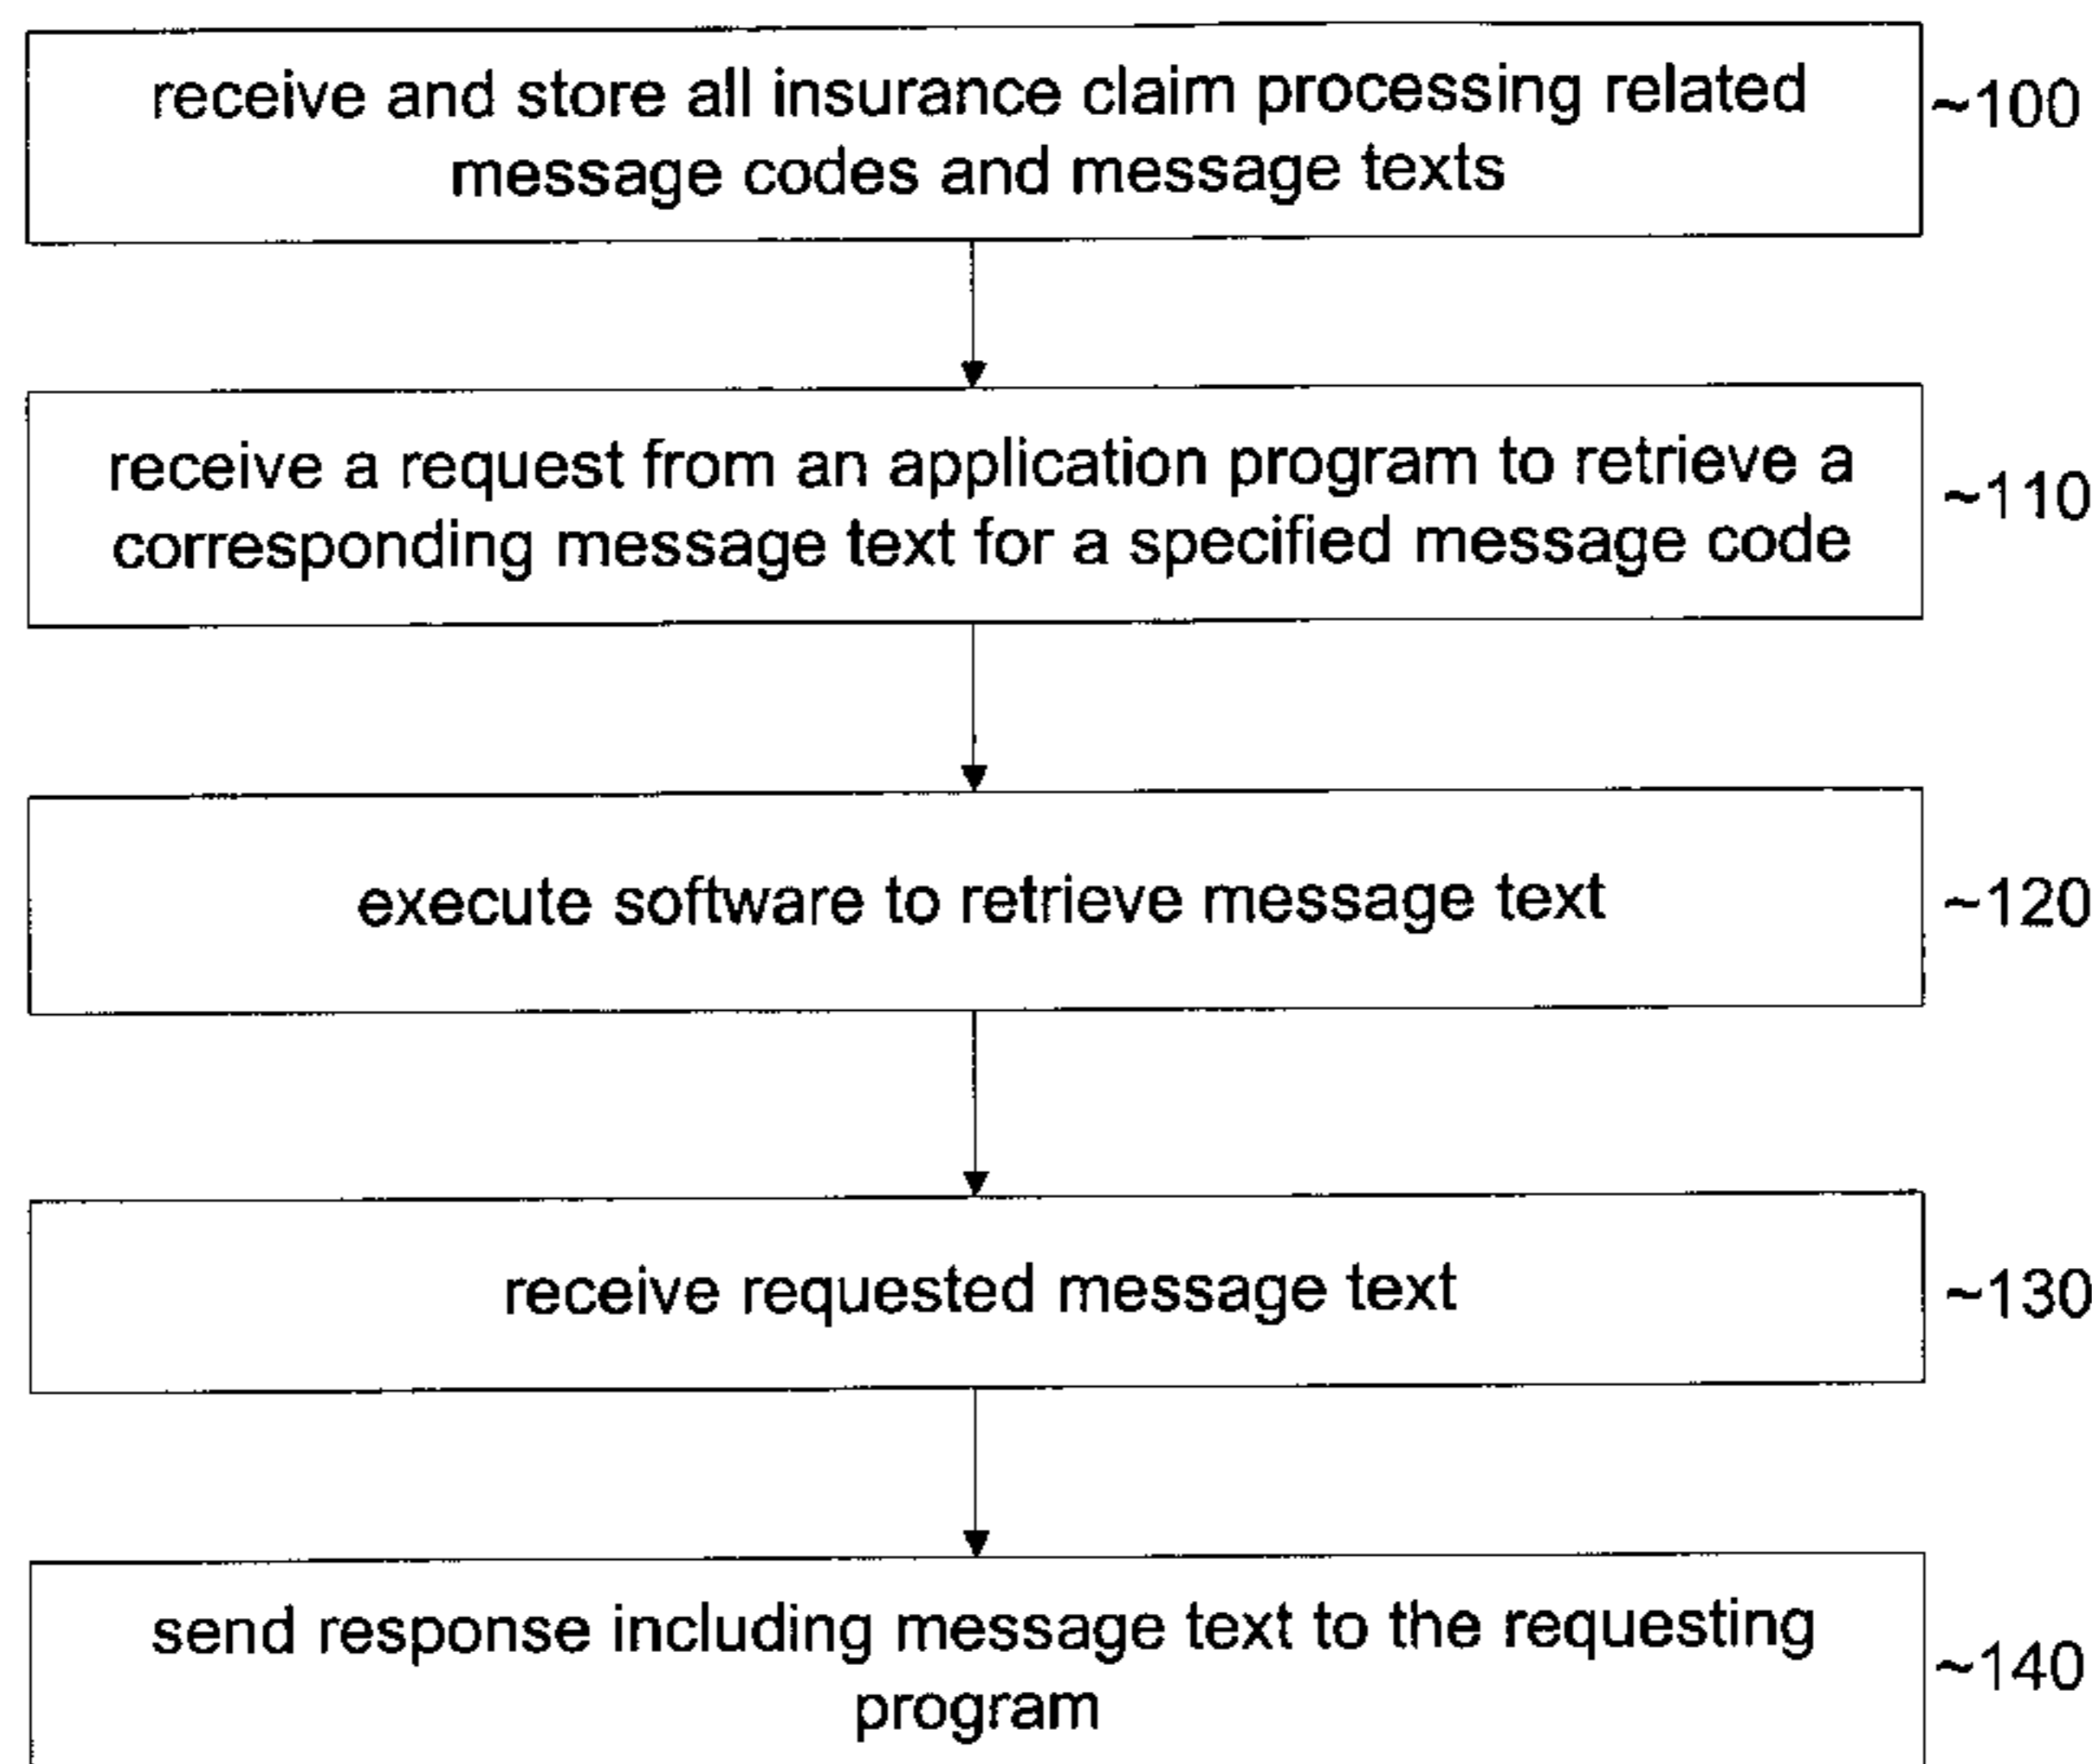 receive and store all insurance claim processing related
message codes and message texts
~100
receive a request from an application program to retrieve a
corresponding message text for a specified message code
~110
execute software to retrieve message text
~120
receive requested message text
~130
send response including message text to the requesting
program
~140